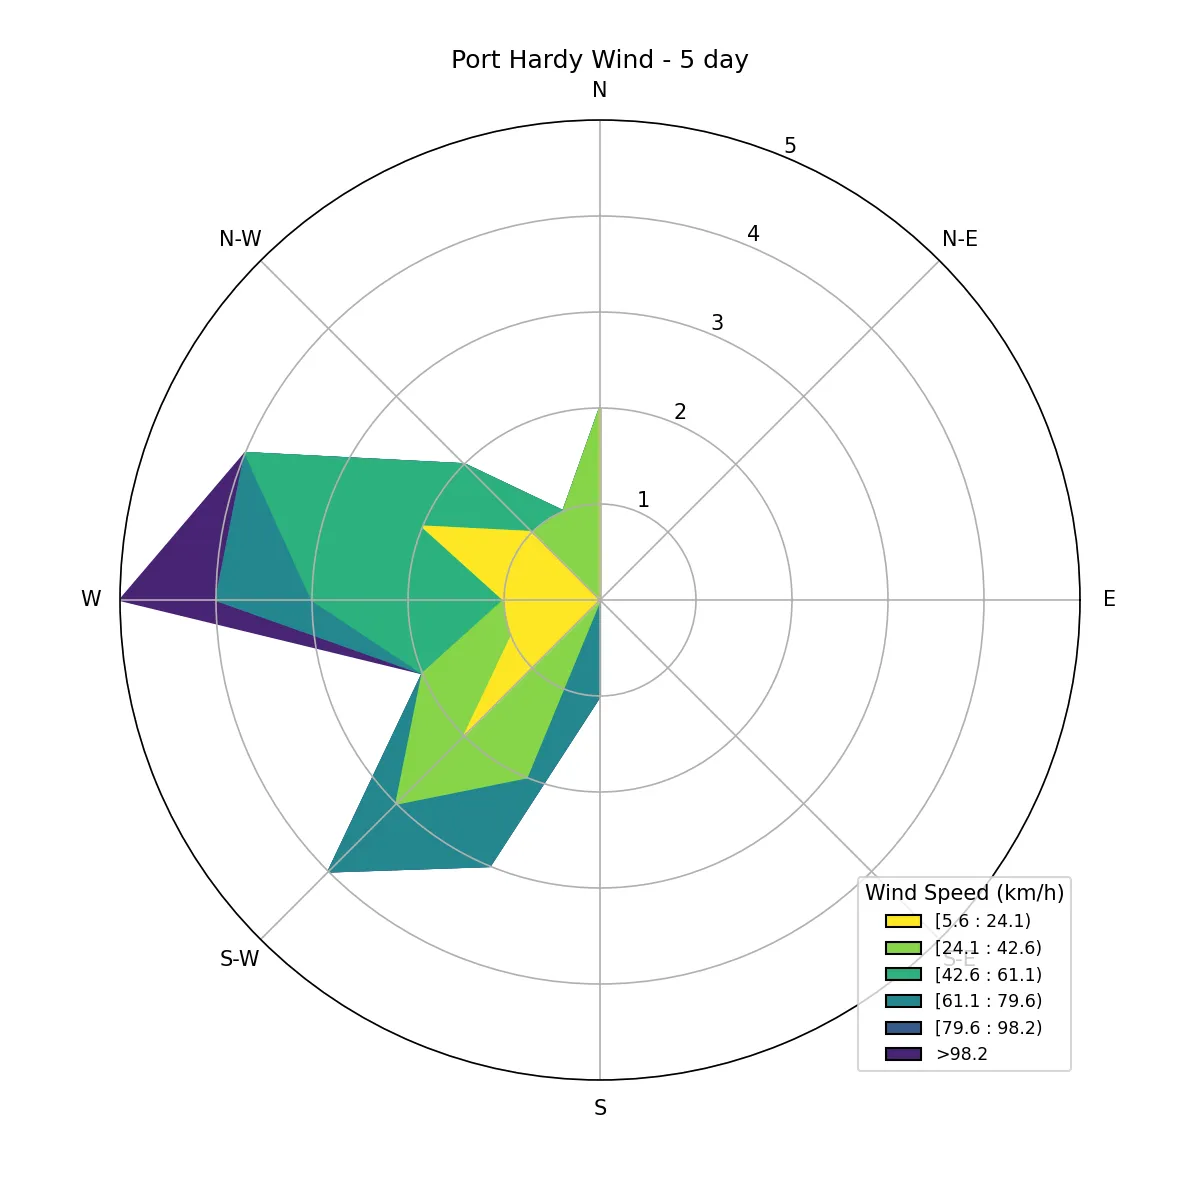 Port Hardy Wind - 5 day
N
5
N-W
N-E
4
3
2
1
W
E
S-W
S-E
S
Wind Speed (km/h)
[5.6 : 24.1)
[24.1 : 42.6)
[42.6 : 61.1)
[61.1 : 79.6)
[79.6 : 98.2)
>98.2